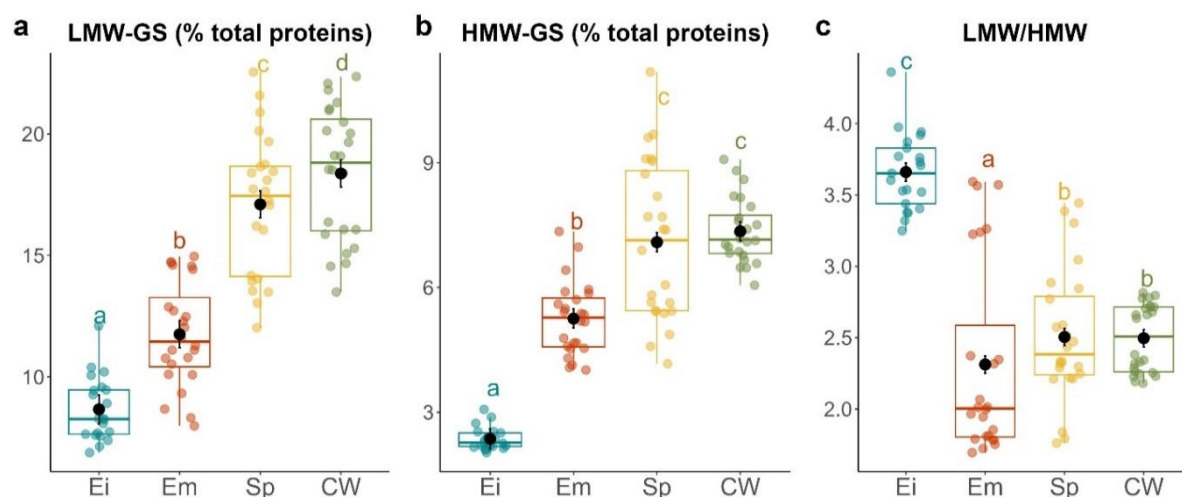 a LMW-GS (% total proteins)
20
15
10
a
b
c
d
Ei Em Sp CW
b HMW-GS (% total proteins)
9
6
3
a
b
c
c
Ei Em Sp CW
c LMW/HMW
4.0
3.5
3.0
2.5
2.0
c
a
b
b
Ei Em Sp CW